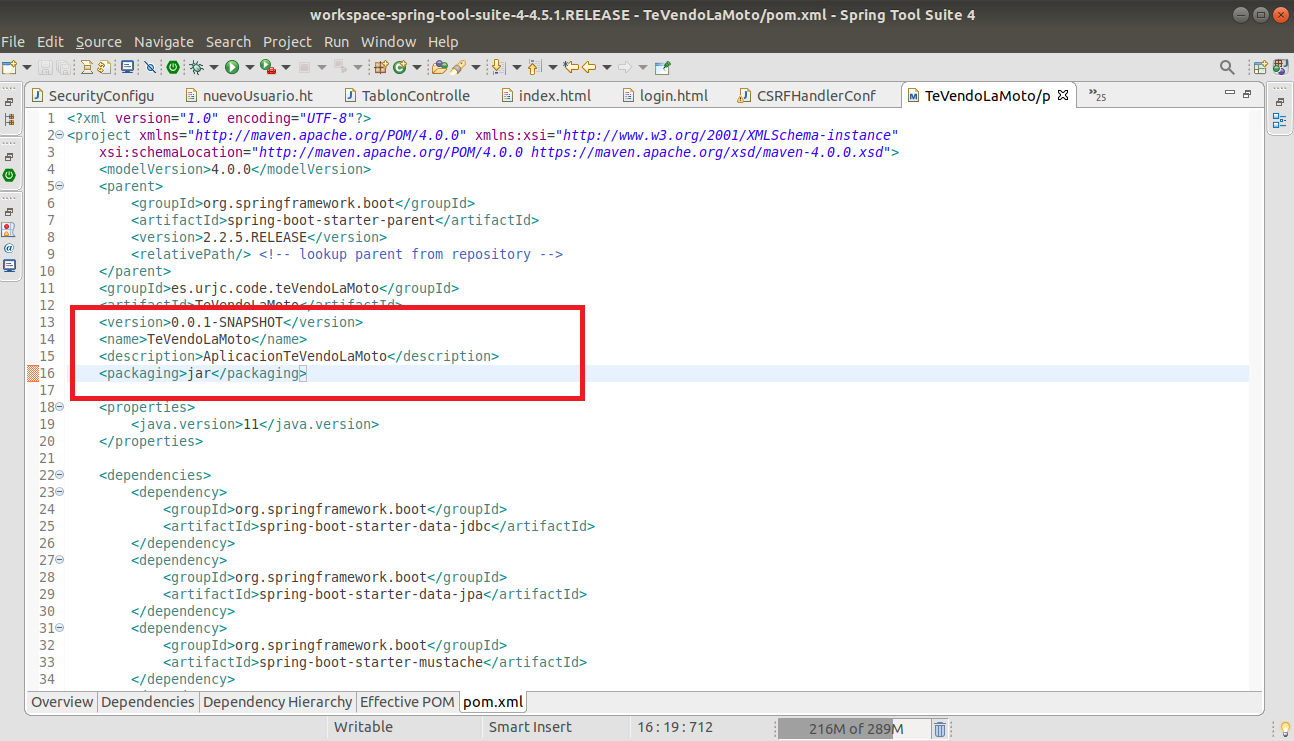 workspace-spring-tool-suite-4-4.5.1.RELEASE - TeVendoLaMoto/pom.xml - Spring Tool Suite 4
File Edit Source Navigate Search Project Run Window Help
SecurityConfigu nuevoUsuario.ht TablonControlle index.html login.html CSRFHandlerConf TeVendoLaMoto/p »25
1 <?xml version="1.0" encoding="UTF-8"?>
2 <project xmlns="http://maven.apache.org/POM/4.0.0" xmlns:xsi="http://www.w3.org/2001/XMLSchema-instance"
3     xsi:schemaLocation="http://maven.apache.org/POM/4.0.0 https://maven.apache.org/xsd/maven-4.0.0.xsd">
4     <modelVersion>4.0.0</modelVersion>
5     <parent>
6         <groupId>org.springframework.boot</groupId>
7         <artifactId>spring-boot-starter-parent</artifactId>
8         <version>2.2.5.RELEASE</version>
9         <relativePath/> <!-- lookup parent from repository -->
10     </parent>
11     <groupId>es.urjc.code.teVendoLaMoto</groupId>
12     <artifactId>TeVendoLaMoto</artifactId>
13     <version>0.0.1-SNAPSHOT</version>
14     <name>TeVendoLaMoto</name>
15     <description>AplicacionTeVendoLaMoto</description>
16     <packaging>jar</packaging>
17
18     <properties>
19         <java.version>11</java.version>
20     </properties>
21
22     <dependencies>
23         <dependency>
24             <groupId>org.springframework.boot</groupId>
25             <artifactId>spring-boot-starter-data-jdbc</artifactId>
26         </dependency>
27         <dependency>
28             <groupId>org.springframework.boot</groupId>
29             <artifactId>spring-boot-starter-data-jpa</artifactId>
30         </dependency>
31         <dependency>
32             <groupId>org.springframework.boot</groupId>
33             <artifactId>spring-boot-starter-mustache</artifactId>
34         </dependency>
Overview Dependencies Dependency Hierarchy Effective POM pom.xml
Writable Smart Insert 16 : 19 : 712 216M of 289M